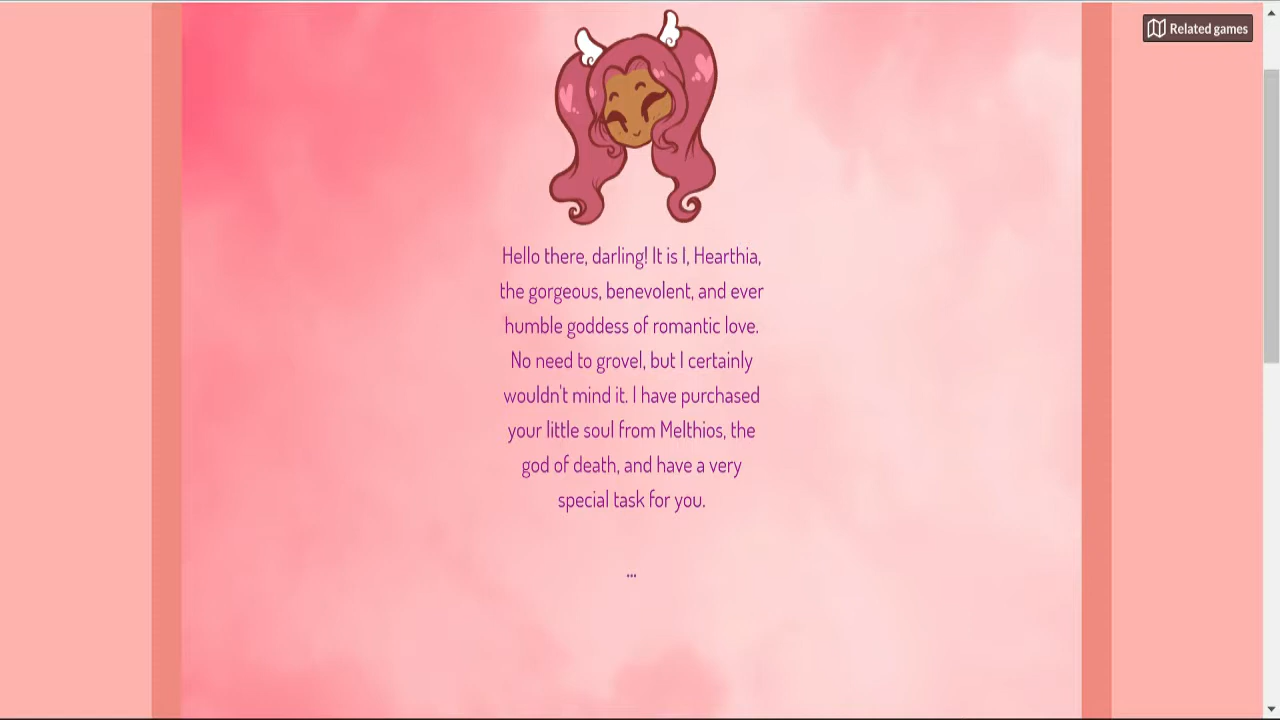 Related games
Hello there, darling! It is I, Hearthia,
the gorgeous, benevolent, and ever
humble goddess of romantic love.
No need to grovel, but I certainly
wouldn't mind it. I have purchased
your little soul from Melthios, the
god of death, and have a very
special task for you.
...